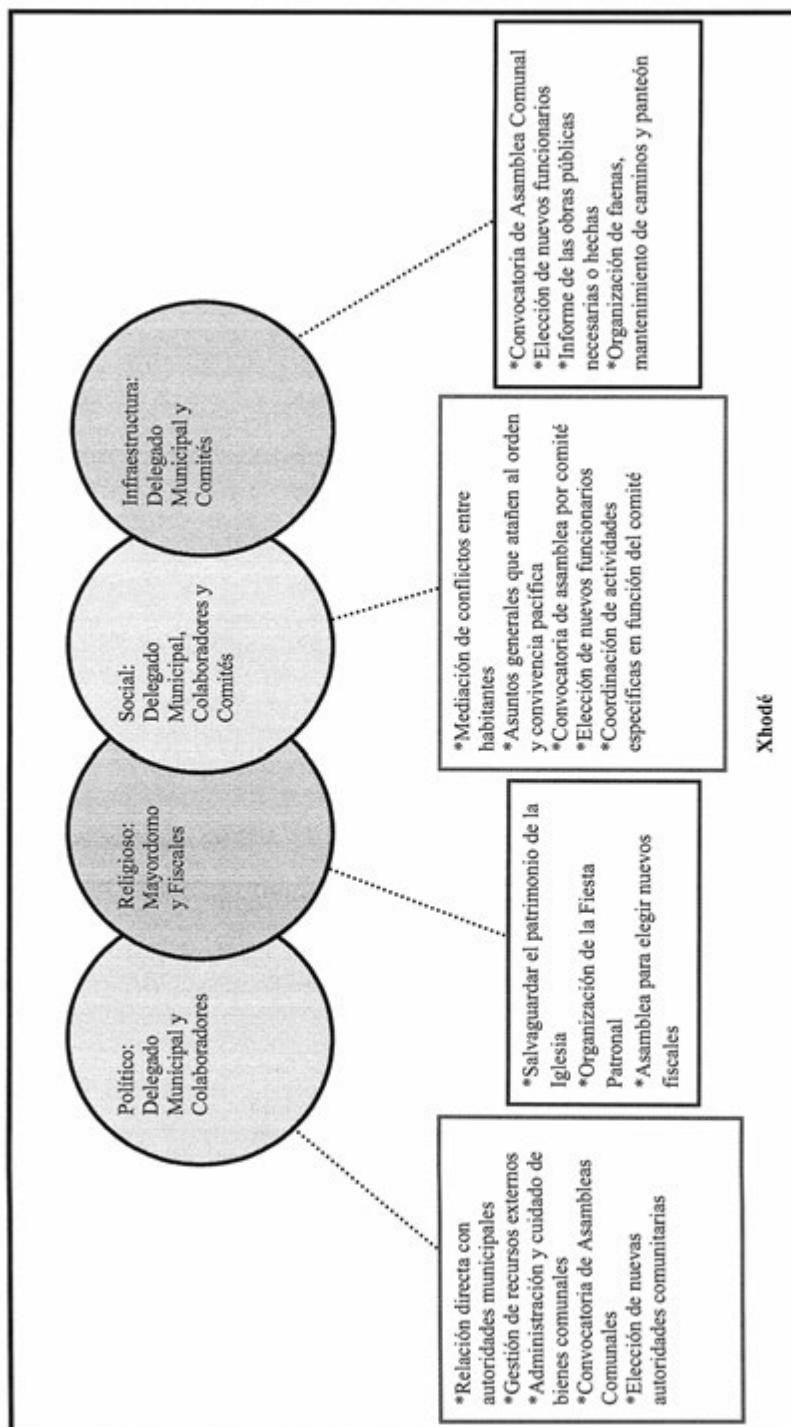 Político:
Delegado
Municipal y
Colaboradores
Religioso:
Mayordomo
y Fiscales
Social:
Delegado
Municipal,
Colaboradores y
Comités
Infraestructura:
Delegado
Municipal y
Comités
*Relación directa con
autoridades municipales
*Gestión de recursos externos
*Administración y cuidado de
bienes comunales
*Convocatoria de Asambleas
Comunales
*Elección de nuevas
autoridades comunitarias
*Salvaguardar el patrimonio de la
Iglesia
*Organización de la Fiesta
Patronal
*Asamblea para elegir nuevos
fiscales
*Mediación de conflictos entre
habitantes
*Asuntos generales que atañen al orden
y convivencia pacífica
*Convocatoria de asamblea por comité
*Elección de nuevos funcionarios
*Coordinación de actividades
específicas en función del comité
*Convocatoria de Asamblea Comunal
*Elección de nuevos funcionarios
*Informe de las obras públicas
necesarias o hechas
*Organización de faenas,
mantenimiento de caminos y panteón
Xhodé